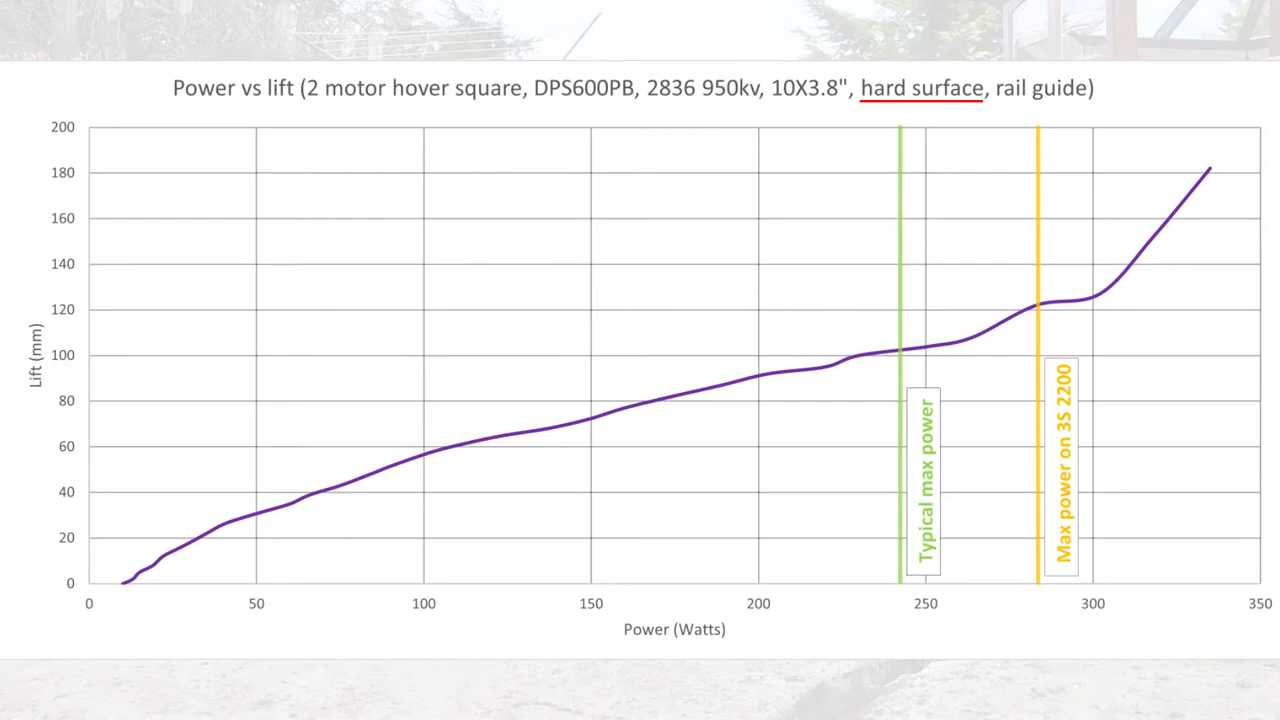 Power vs lift (2 motor hover square, DPS600PB, 2836 950kv, 10X3.8", hard surface, rail guide)
200
180
160
140
120
100
80
60
40
20
0
Lift (mm)
Typical max power
Max power on 3S 2200
0 50 100 150 200 250 300 350
Power (Watts)